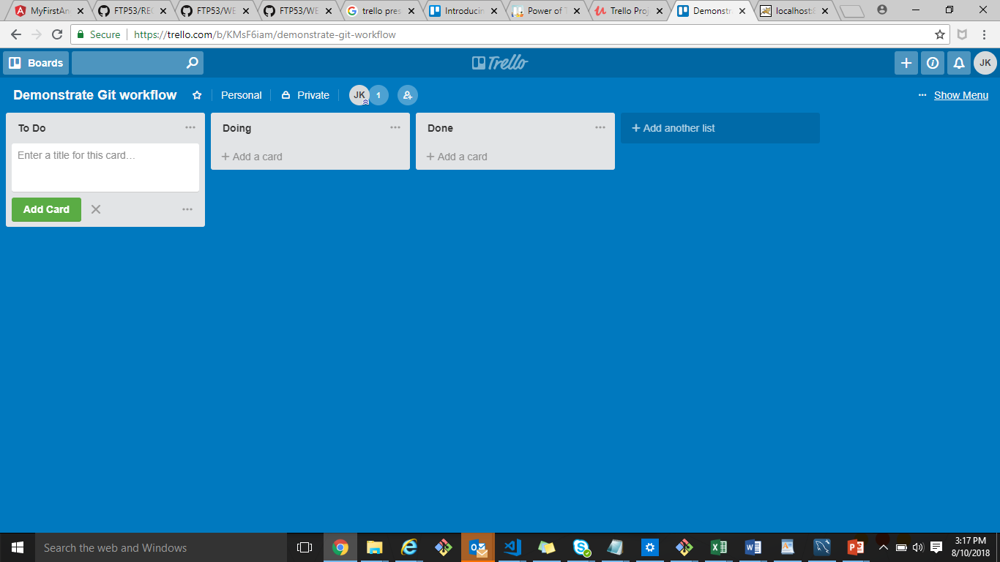 MyFirstAn
FTP53/REC
FTP53/WE
FTP53/WE
trello pres
Introducin
Power of T
Trello Proj
Demonstra
localhost:8
Secure
https://trello.com/b/KMsF6iam/demonstrate-git-workflow
Boards
Trello
JK
Demonstrate Git workflow
Personal
Private
JK
1
Show Menu
To Do
Doing
Done
+ Add another list
Enter a title for this card…
+ Add a card
+ Add a card
Add Card
Search the web and Windows
3:17 PM
8/10/2018